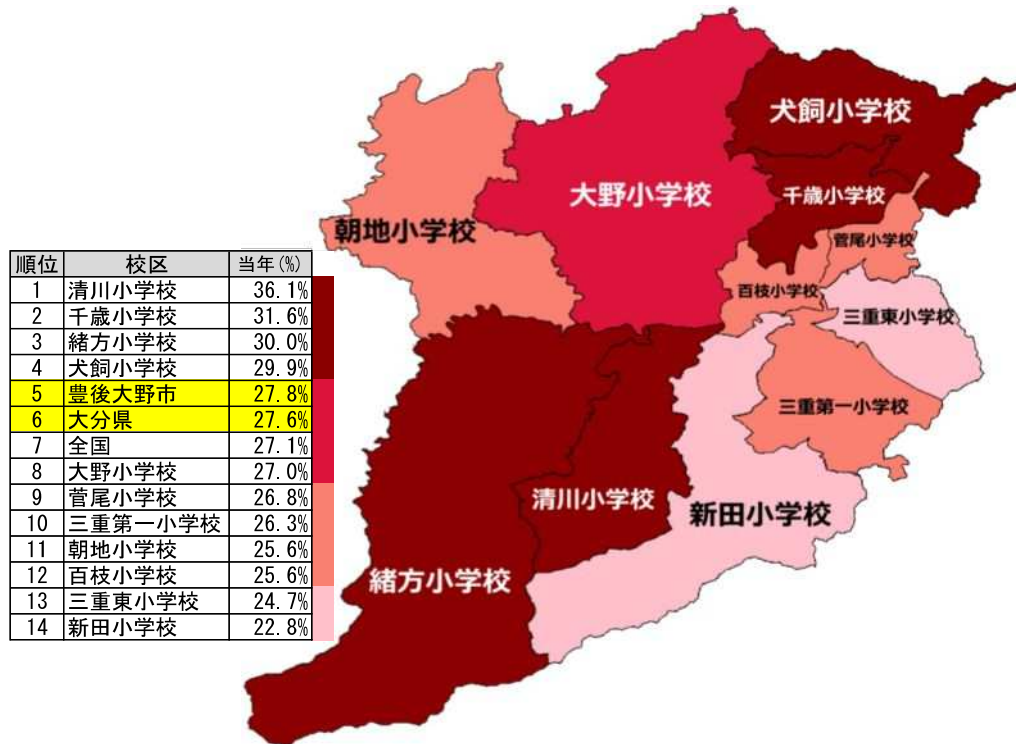 犬飼小学校
大野小学校
千歳小学校
朝地小学校
菅尾小学校
百枝小学校
三重東小学校
三重第一小学校
清川小学校
新田小学校
緒方小学校
順位 校区 当年(%)
1 清川小学校 36.1%
2 千歳小学校 31.6%
3 緒方小学校 30.0%
4 犬飼小学校 29.9%
5 豊後大野市 27.8%
6 大分県 27.6%
7 全国 27.1%
8 大野小学校 27.0%
9 菅尾小学校 26.8%
10 三重第一小学校 26.3%
11 朝地小学校 25.6%
12 百枝小学校 25.6%
13 三重東小学校 24.7%
14 新田小学校 22.8%